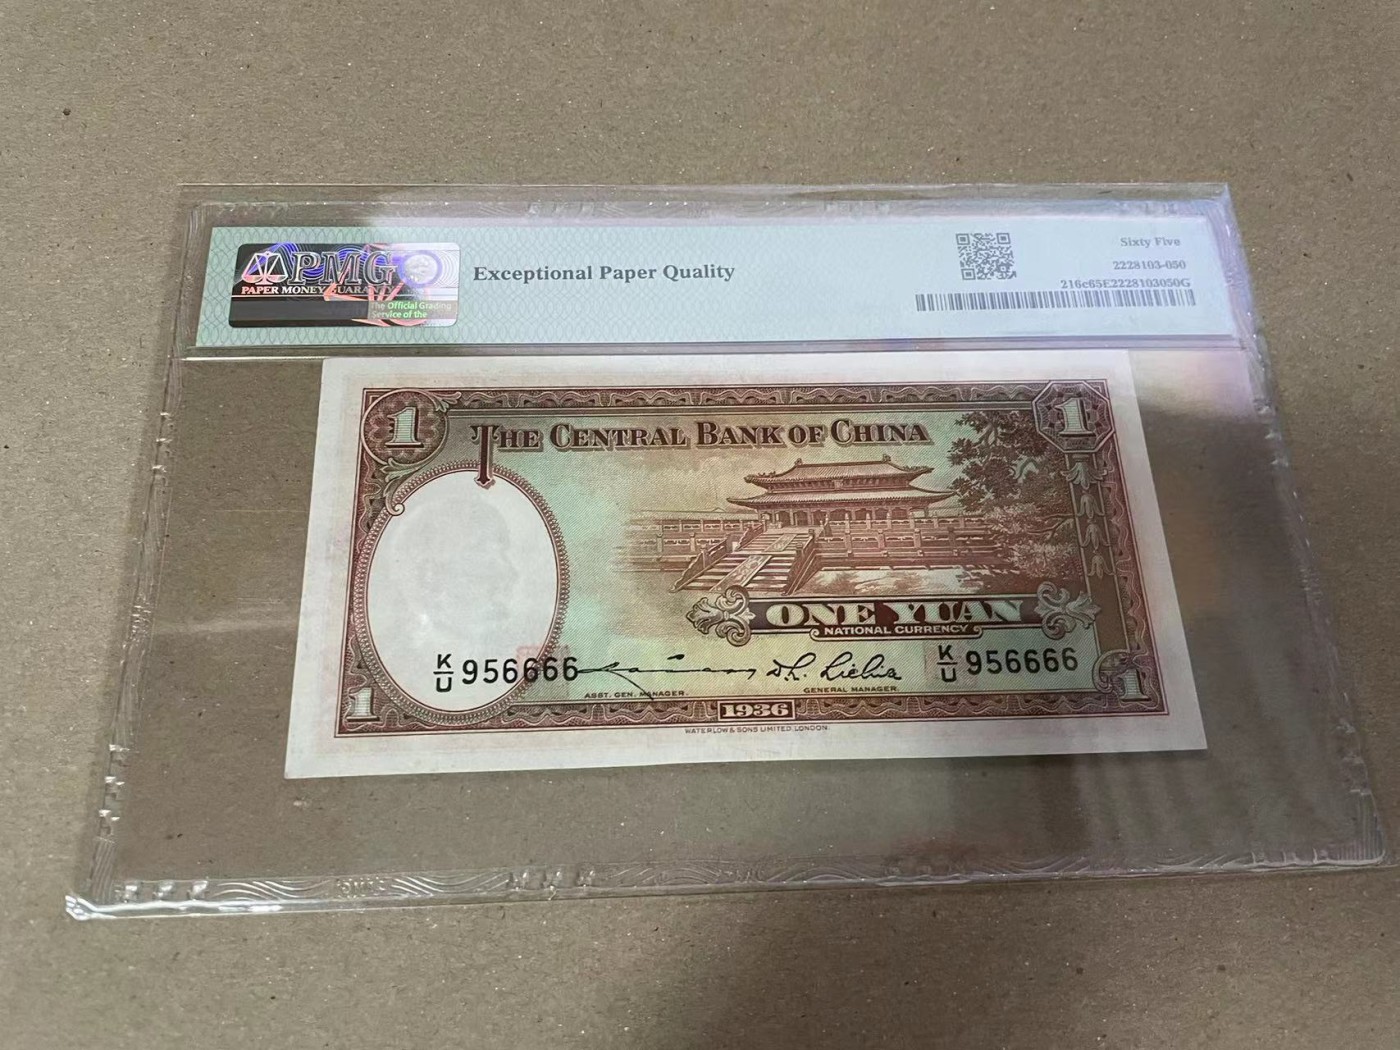 PMG
PAPER MONEY GUARANTY
The Official Grading
Service of the
Exceptional Paper Quality
Sixty Five
2228103-050
216c65E2228103050G
1
THE CENTRAL BANK OF CHINA
1
ONE YUAN
NATIONAL CURRENCY
K/U 956666
K/U 956666
ASST. GEN. MANAGER.
GENERAL MANAGER.
1
1936
1
WATERLOW & SONS LIMITED, LONDON.